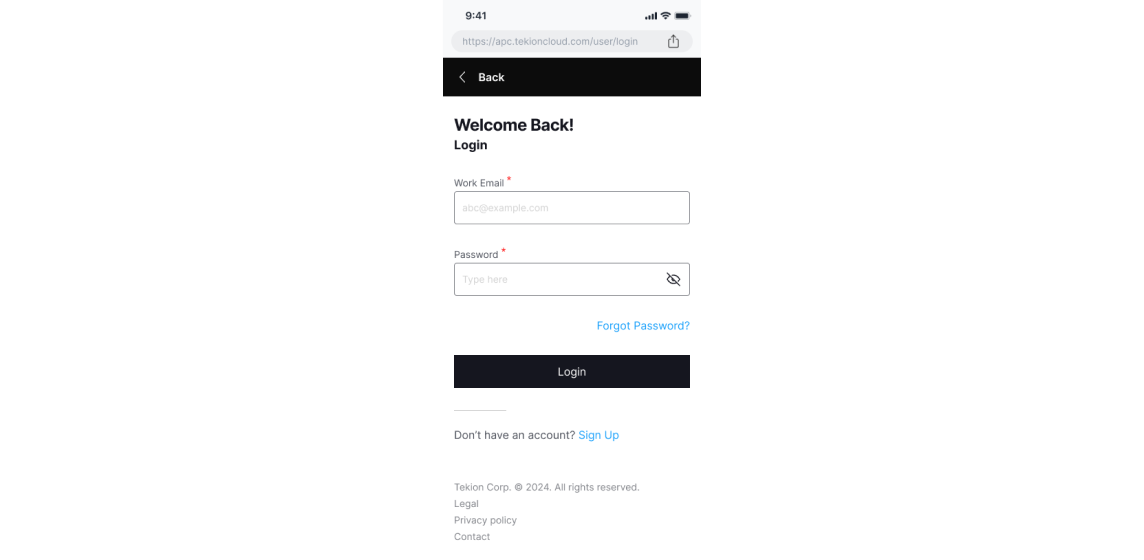 9:41
https://apc.tekioncloud.com/user/login
Back
Welcome Back!
Login
Work Email *
abc@example.com
Password *
Type here
Forgot Password?
Login
Don't have an account? Sign Up
Tekion Corp. © 2024. All rights reserved.
Legal
Privacy policy
Contact